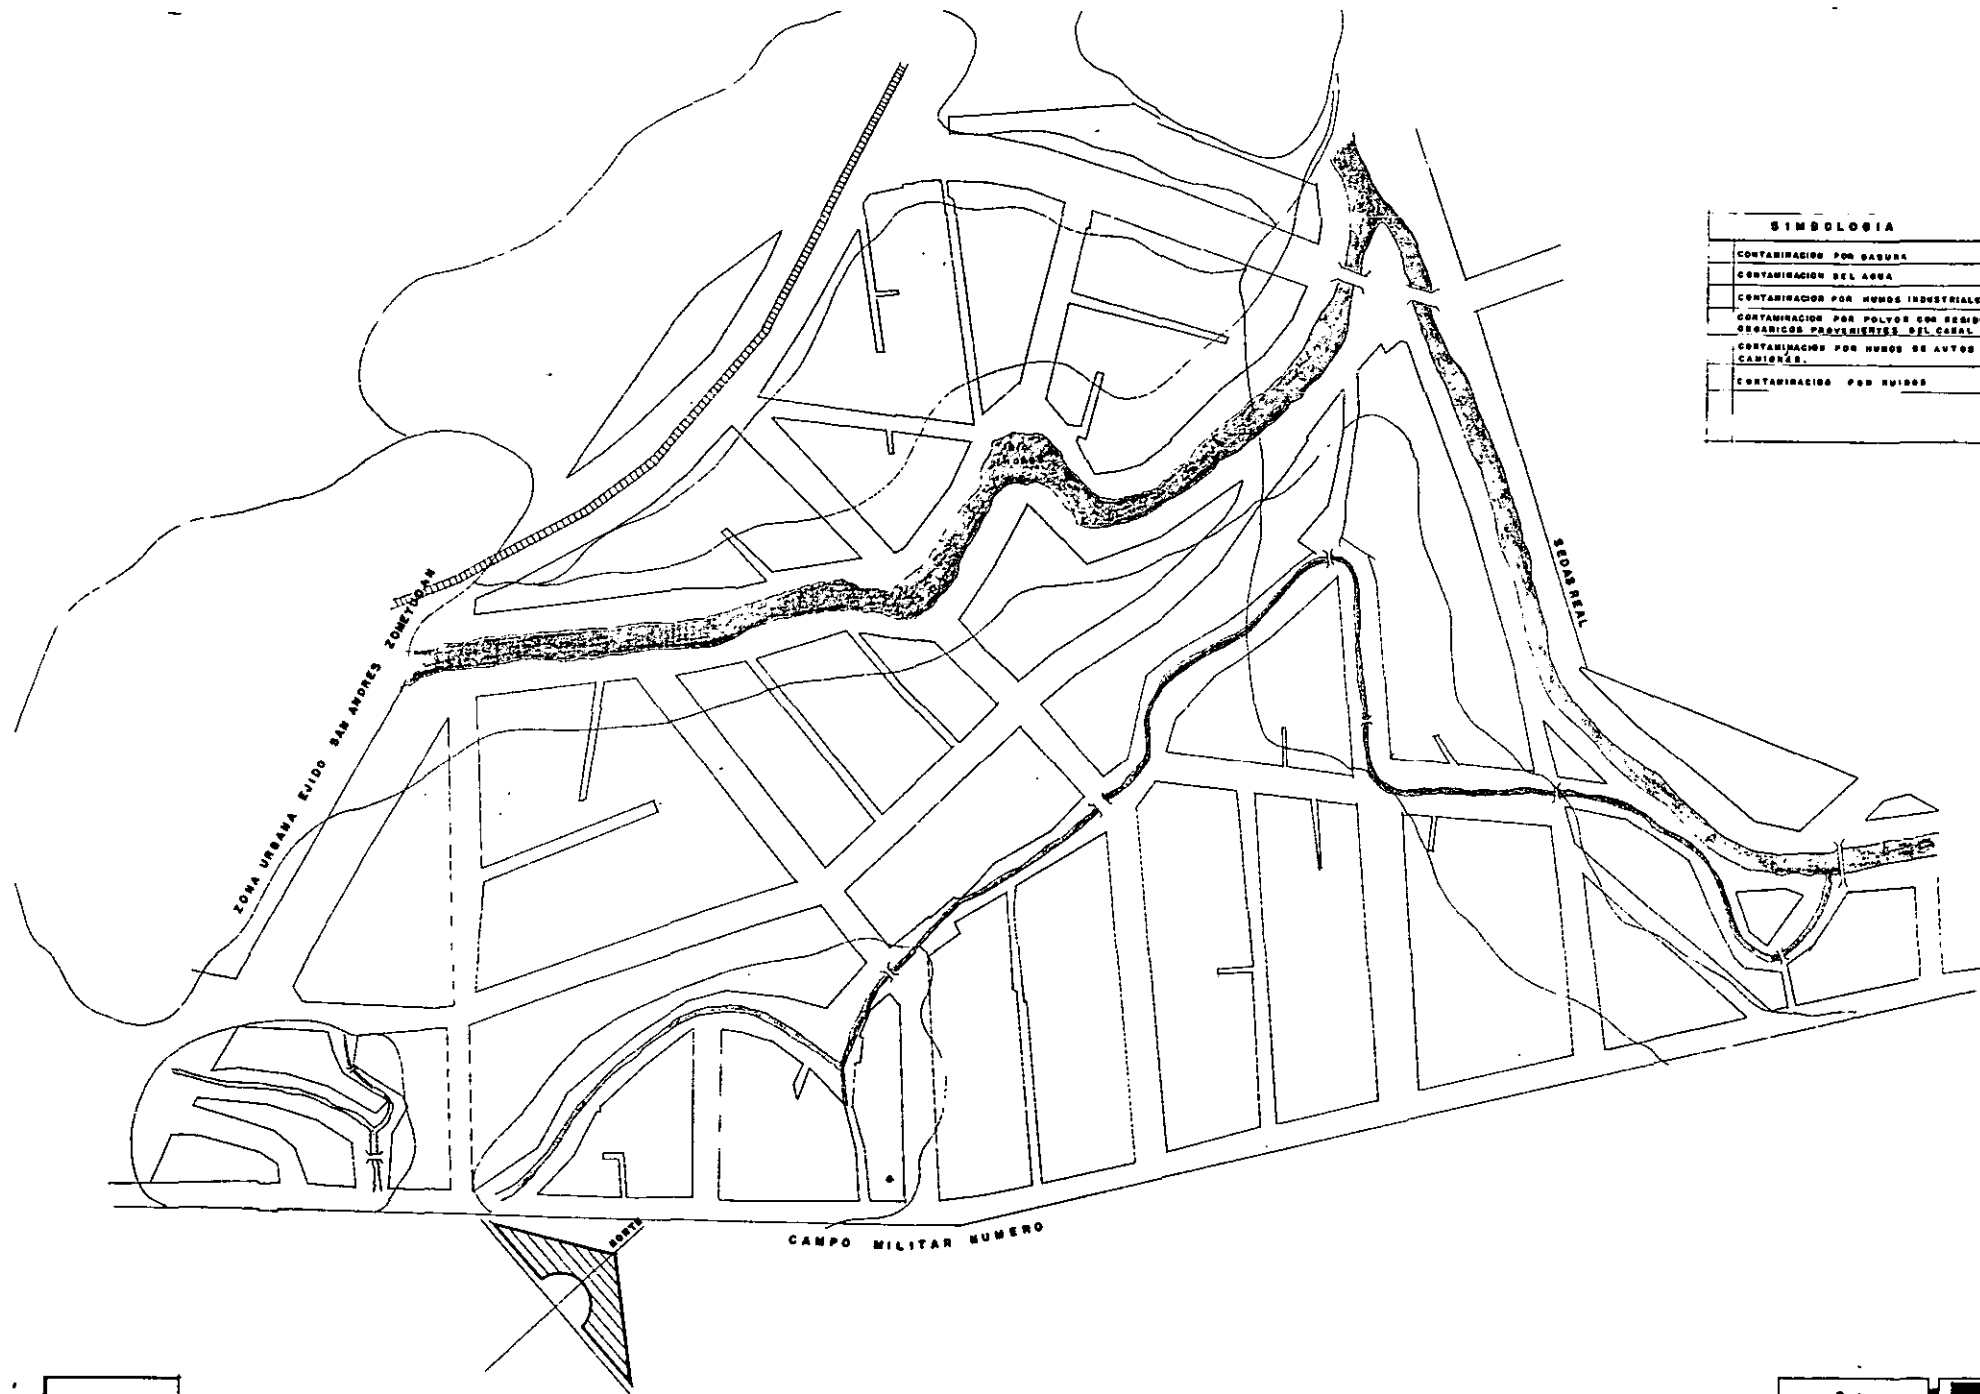 SIMBOLOGIA
CONTAMINACION POR BASURA
CONTAMINACION DEL AGUA
CONTAMINACION POR HUMOS INDUSTRIALES
CONTAMINACION POR POLVOS CON RESID
ORGANICOS PROVENIENTES DEL CANAL
CONTAMINACION POR HUMOS DE AUTOS
CAMIONES.
CONTAMINACION POR RUIDOS
ZONA URBANA EJIDO SAN ANDRES
SEDAS REAL
NORTE
CAMPO MILITAR NUMERO